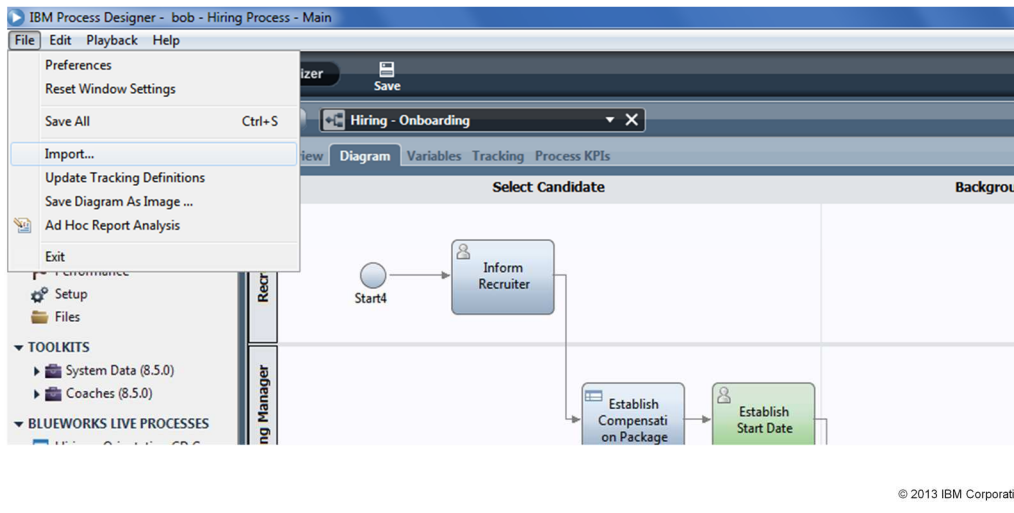 IBM Process Designer - bob - Hiring Process - Main
File Edit Playback Help
Preferences
Reset Window Settings
Save All Ctrl+S
Import...
Update Tracking Definitions
Save Diagram As Image ...
Ad Hoc Report Analysis
Exit
Save
Hiring - Onboarding
Diagram Variables Tracking Process KPIs
Select Candidate
Inform
Recruiter
Start4
Performance
Setup
Files
TOOLKITS
System Data (8.5.0)
Coaches (8.5.0)
BLUEWORKS LIVE PROCESSES
Manager
Establish
Compensati
on Package
Establish
Start Date
© 2013 IBM Corporati